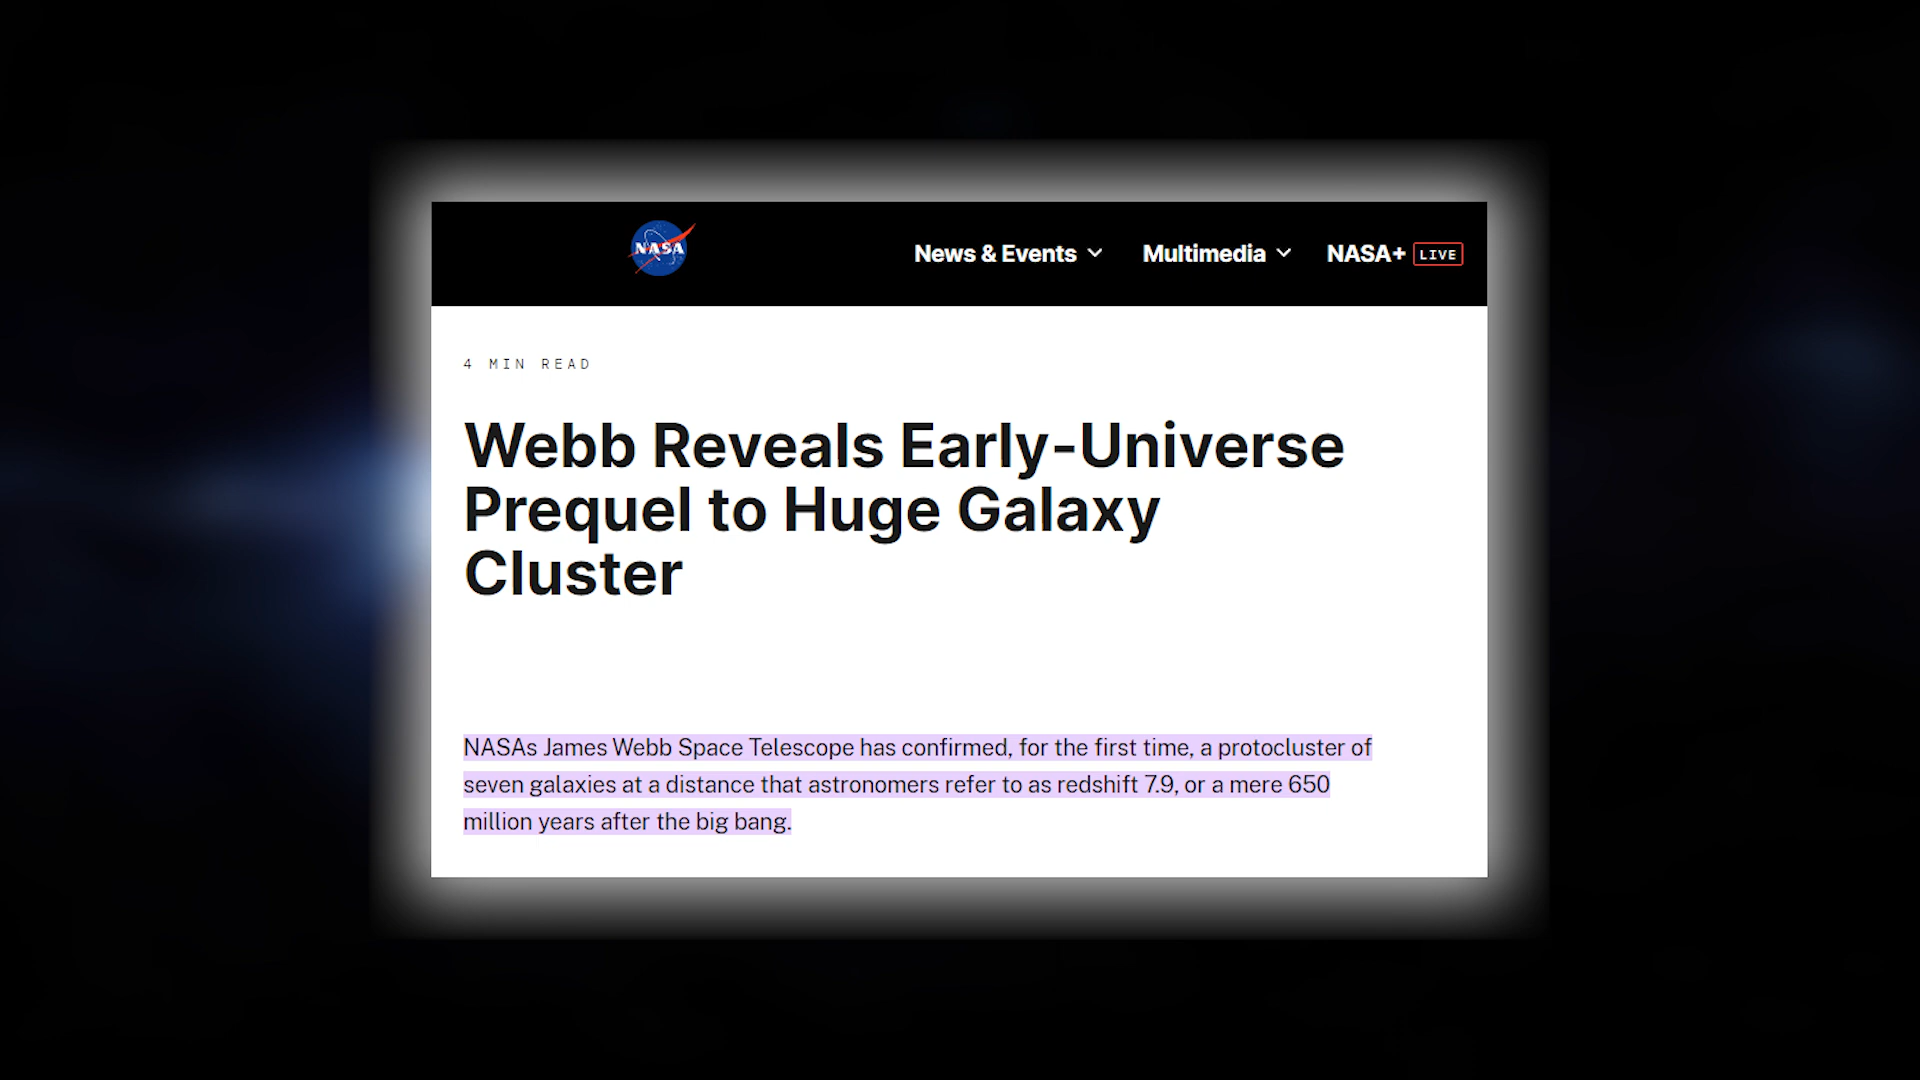 NASA
News & Events
Multimedia
NASA+ LIVE
4 MIN READ
Webb Reveals Early-Universe
Prequel to Huge Galaxy
Cluster
NASAs James Webb Space Telescope has confirmed, for the first time, a protocluster of
seven galaxies at a distance that astronomers refer to as redshift 7.9, or a mere 650
million years after the big bang.